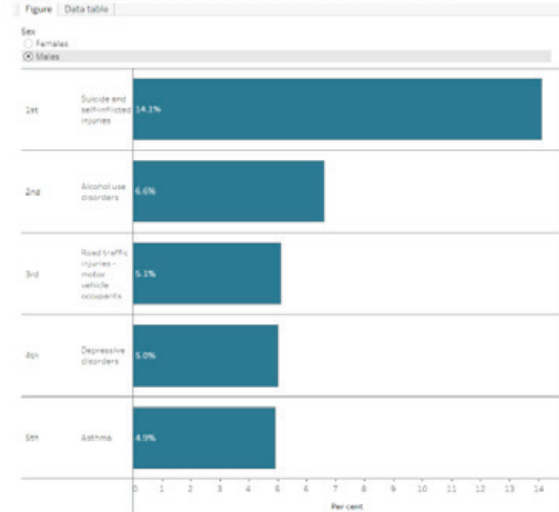 Figure Data table
Sex
Females
Males
1st
Suicide and
self-inflicted
injuries
14.1%
2nd
Alcohol use
disorders
6.6%
3rd
Road traffic
injuries -
motor
vehicle
occupants
5.1%
4th
Depressive
disorders
5.0%
5th
Asthma
4.9%
0 1 2 3 4 5 6 7 8 9 10 11 12 13 14
Per cent